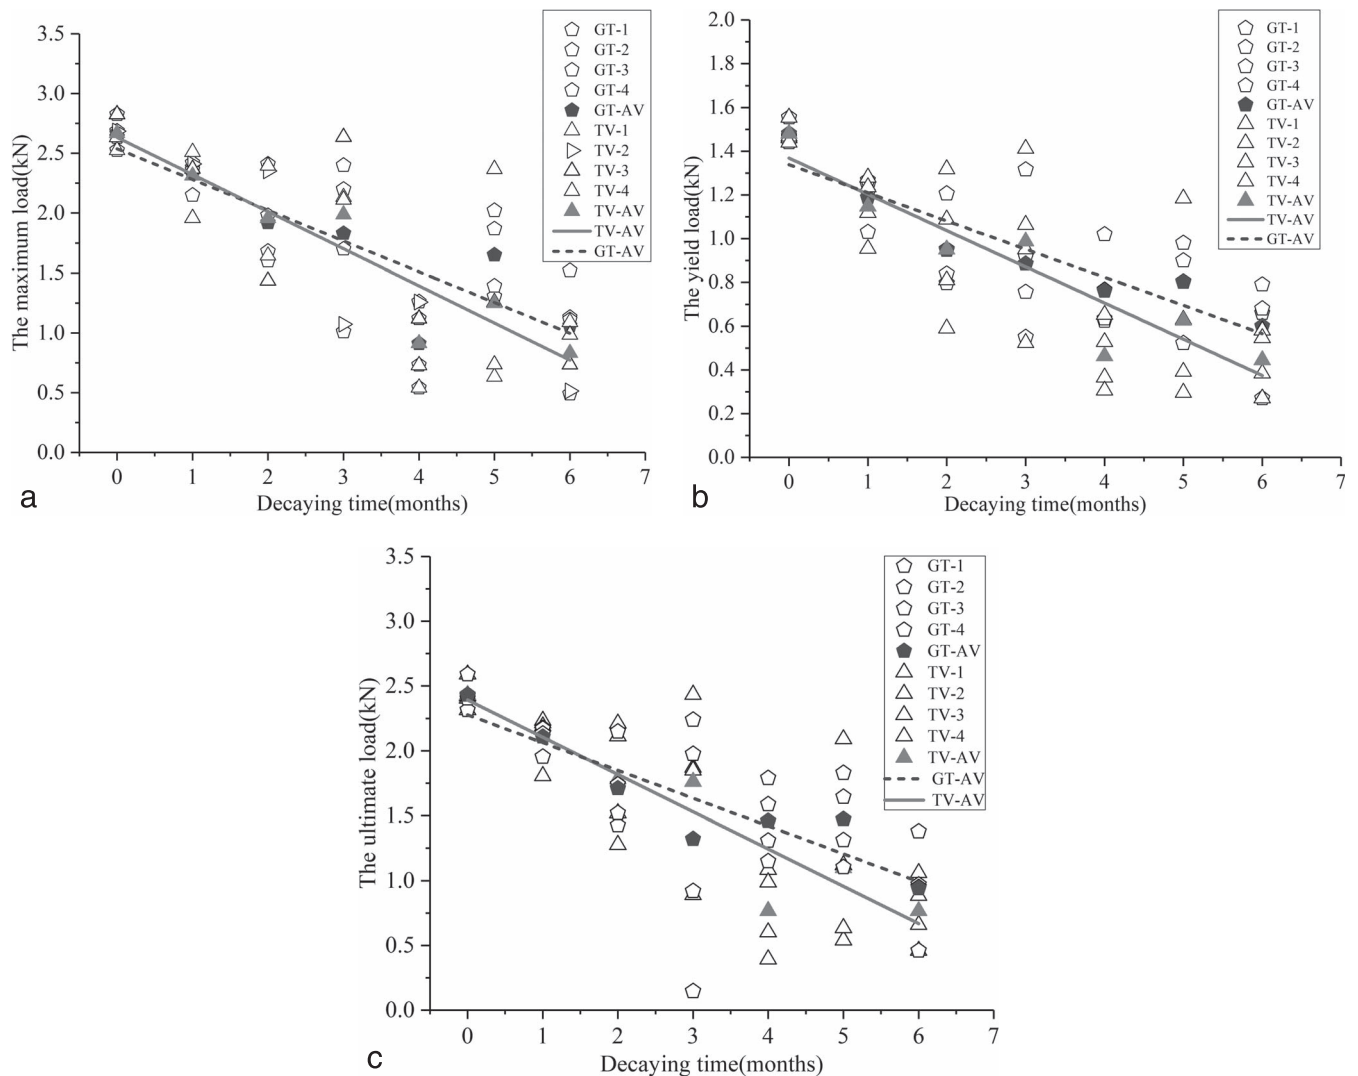 3.5
3.0
2.5
2.0
1.5
1.0
0.5
0.0
The maximum load(kN)
0 1 2 3 4 5 6 7
Decaying time(months)
GT-1
GT-2
GT-3
GT-4
GT-AV
TV-1
TV-2
TV-3
TV-4
TV-AV
TV-AV
GT-AV
a
2.0
1.8
1.6
1.4
1.2
1.0
0.8
0.6
0.4
0.2
0.0
The yield load(kN)
0 1 2 3 4 5 6 7
Decaying time(months)
GT-1
GT-2
GT-3
GT-4
GT-AV
TV-1
TV-2
TV-3
TV-4
TV-AV
TV-AV
GT-AV
b
3.5
3.0
2.5
2.0
1.5
1.0
0.5
0.0
The ultimate load(kN)
0 1 2 3 4 5 6 7
Decaying time(months)
GT-1
GT-2
GT-3
GT-4
GT-AV
TV-1
TV-2
TV-3
TV-4
TV-AV
GT-AV
TV-AV
c